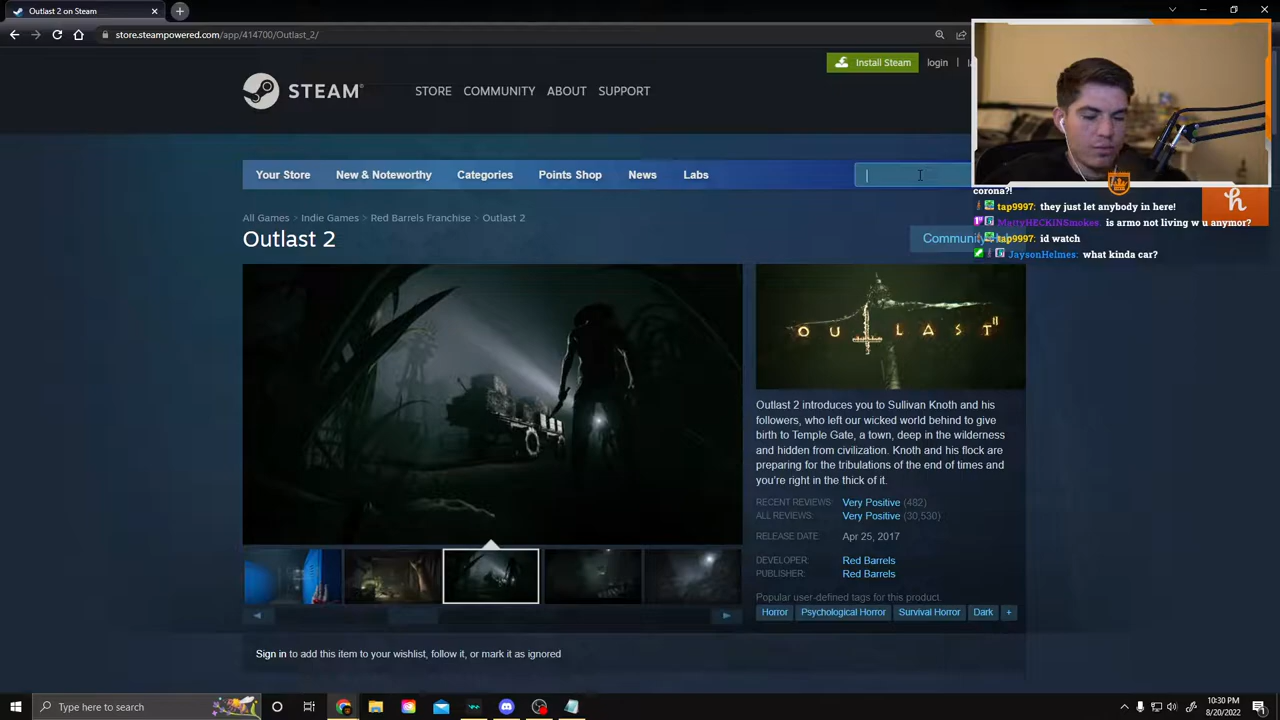 Outlast 2 on Steam
store.steampowered.com/app/414700/Outlast_2/
Install Steam
login |
STEAM®
STORE COMMUNITY ABOUT SUPPORT
Your Store New & Noteworthy Categories Points Shop News Labs
corona?!
tap9997: they just let anybody in here!
MattyHECKINSmokes: is armo not living w u anymor?
tap9997: id watch
JaysonHelmes: what kinda car?
All Games > Indie Games > Red Barrels Franchise > Outlast 2
Outlast 2
Community
OUTLAST II
Outlast 2 introduces you to Sullivan Knoth and his
followers, who left our wicked world behind to give
birth to Temple Gate, a town, deep in the wilderness
and hidden from civilization. Knoth and his flock are
preparing for the tribulations of the end of times and
you're right in the thick of it.
RECENT REVIEWS: Very Positive (482)
ALL REVIEWS: Very Positive (30,530)
RELEASE DATE: Apr 25, 2017
DEVELOPER: Red Barrels
PUBLISHER: Red Barrels
Popular user-defined tags for this product:
Horror Psychological Horror Survival Horror Dark +
Sign in to add this item to your wishlist, follow it, or mark it as ignored
Type here to search
10:30 PM
8/20/2022